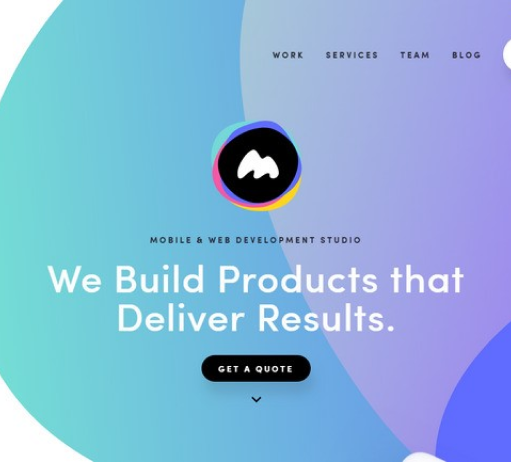 WORK SERVICES TEAM BLOG
MOBILE & WEB DEVELOPMENT STUDIO
We Build Products that
Deliver Results.
GET A QUOTE